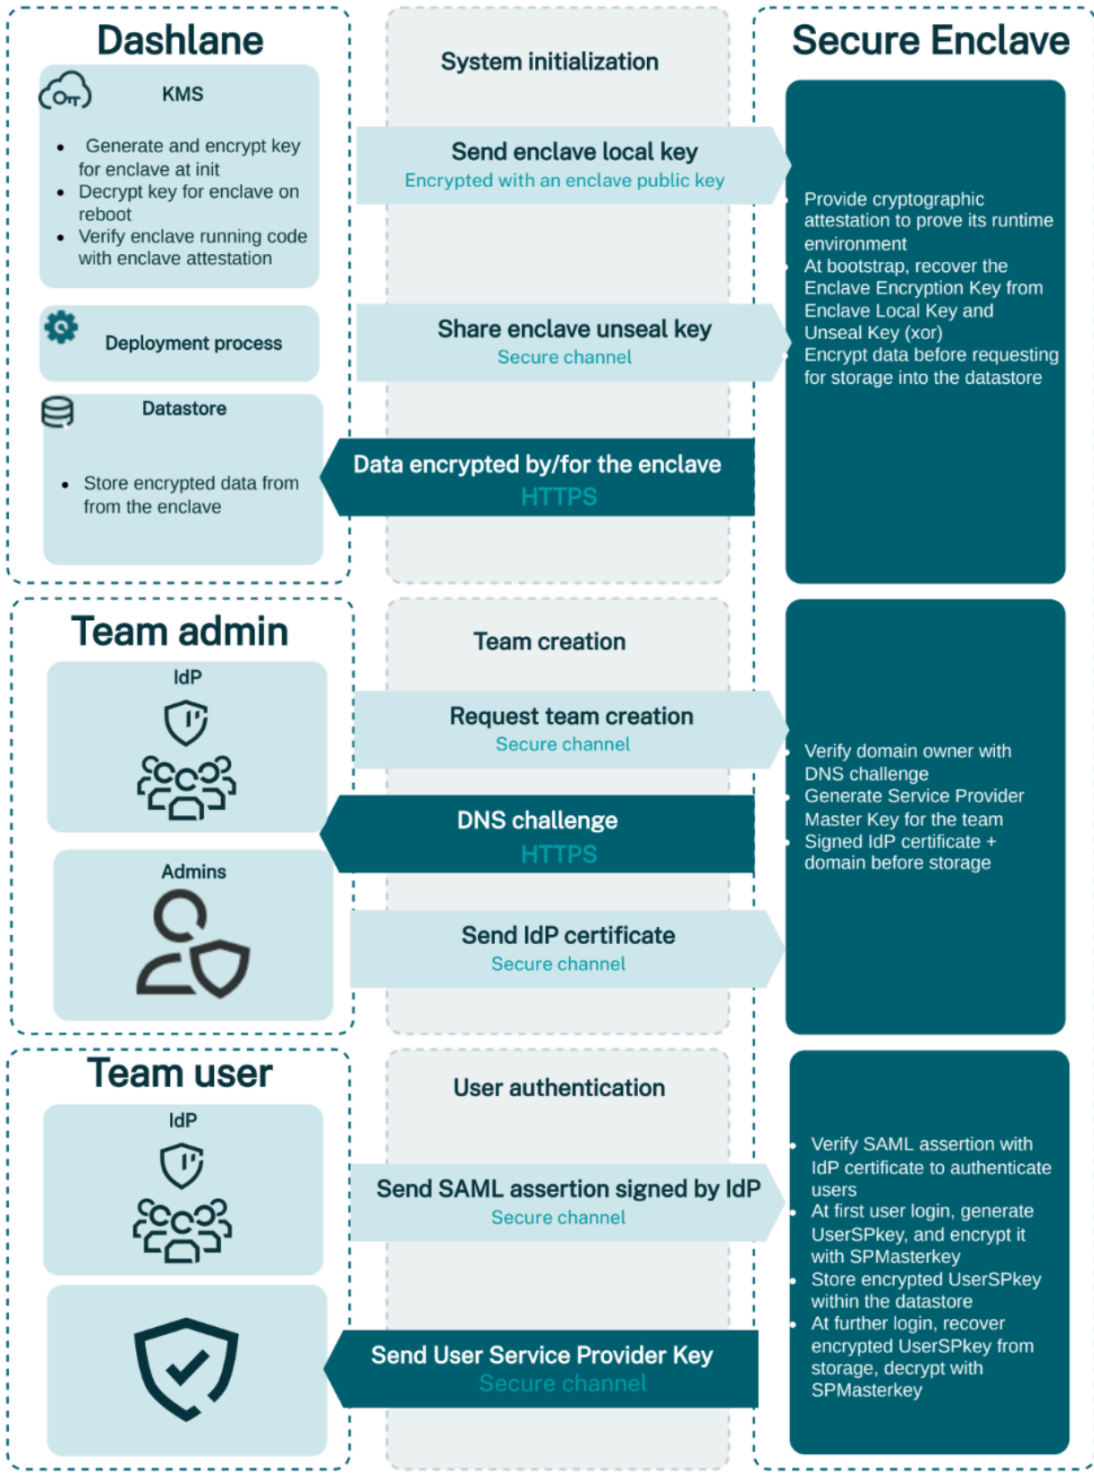 Dashlane
KMS
Generate and encrypt key
for enclave at init
Decrypt key for enclave on
reboot
Verify enclave running code
with enclave attestation
Deployment process
Datastore
Store encrypted data from
from the enclave
System initialization
Send enclave local key
Encrypted with an enclave public key
Share enclave unseal key
Secure channel
Data encrypted by/for the enclave
HTTPS
Secure Enclave
Provide cryptographic
attestation to prove its runtime
environment
At bootstrap, recover the
Enclave Encryption Key from
Enclave Local Key and
Unseal Key (xor)
Encrypt data before requesting
for storage into the datastore
Team admin
IdP
Admins
Team creation
Request team creation
Secure channel
DNS challenge
HTTPS
Send IdP certificate
Secure channel
Verify domain owner with
DNS challenge
Generate Service Provider
Master Key for the team
Signed IdP certificate +
domain before storage
Team user
IdP
User authentication
Send SAML assertion signed by IdP
Secure channel
Send User Service Provider Key
Secure channel
Verify SAML assertion with
IdP certificate to authenticate
users
At first user login, generate
UserSPkey, and encrypt it
with SPMasterkey
Store encrypted UserSPkey
within the datastore
At further login, recover
encrypted UserSPkey from
storage, decrypt with
SPMasterkey